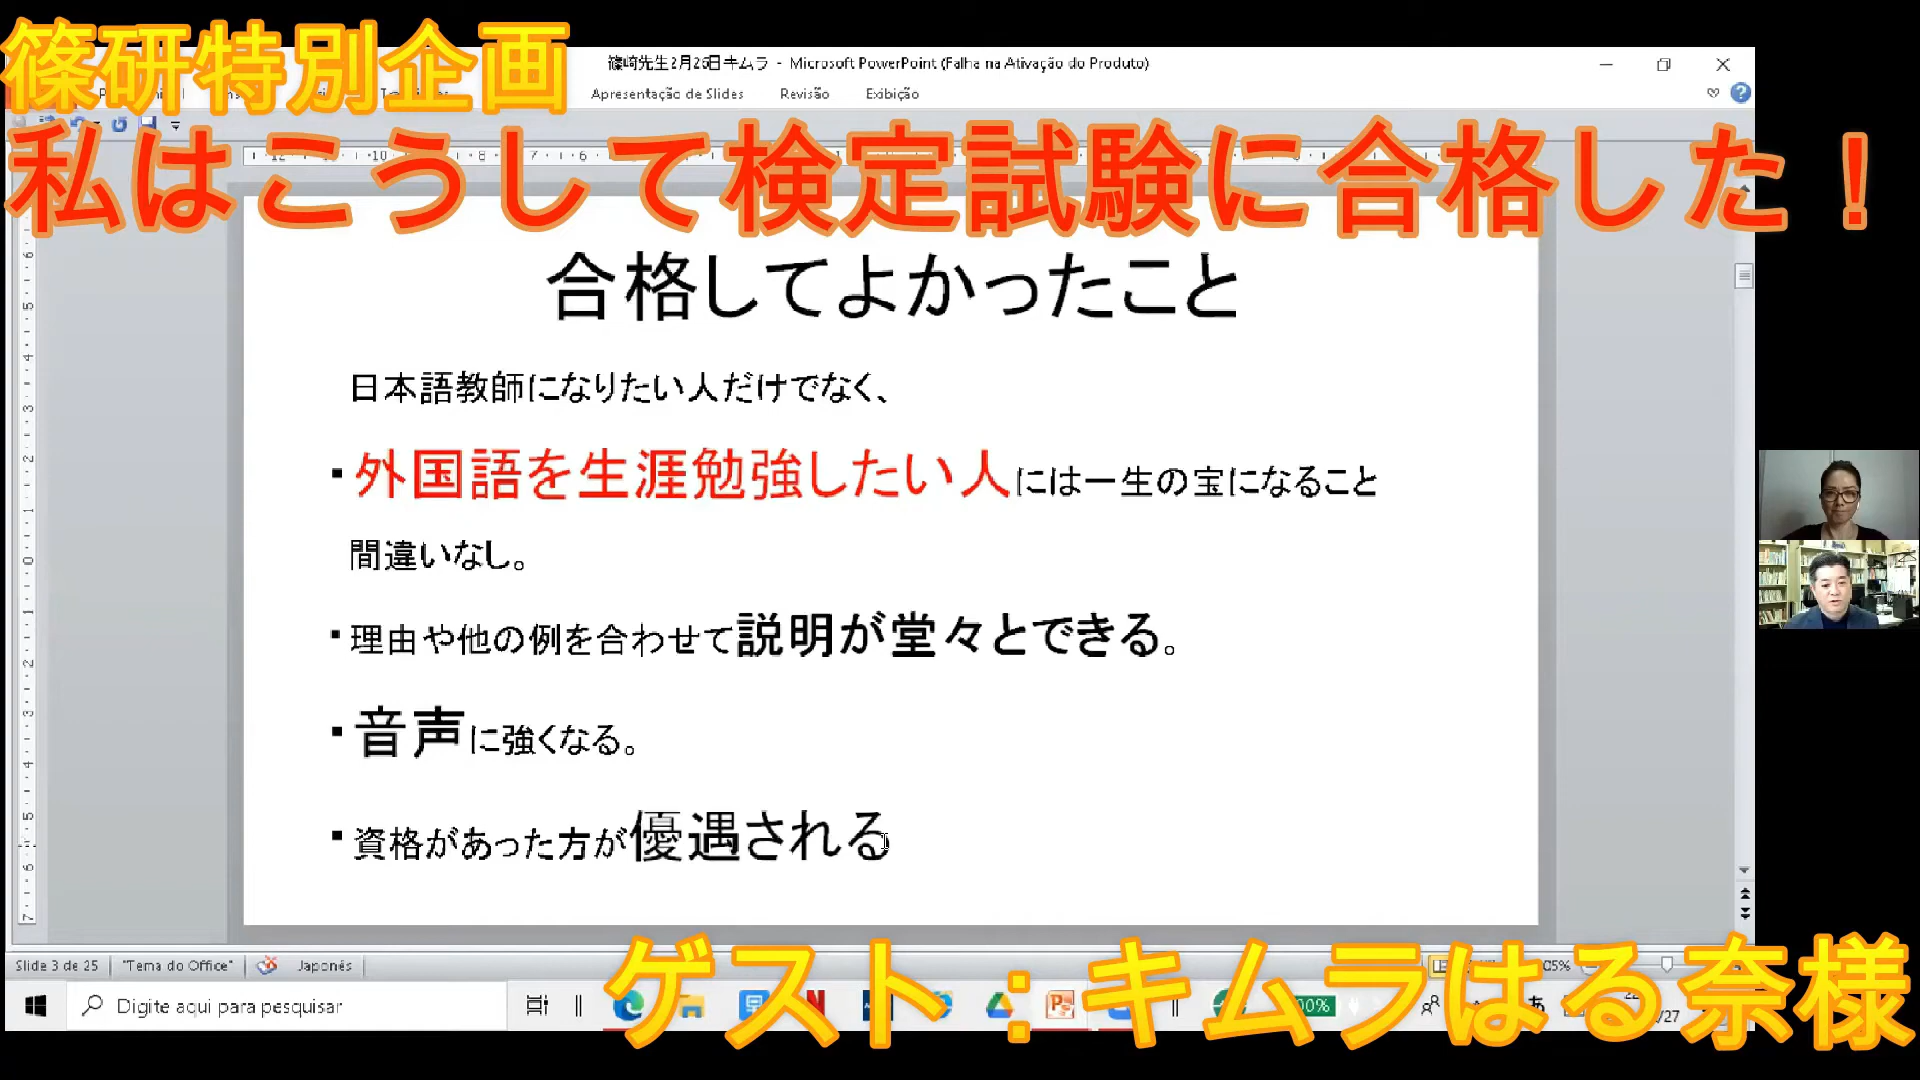 篠研特別企画
篠崎先生2月26日キムラ - Microsoft PowerPoint (Falha na Ativação do Produto)
Apresentação de Slides Revisão Exibição
私はこうして検定試験に合格した！
合格してよかったこと
日本語教師になりたい人だけでなく、
▪外国語を生涯勉強したい人には一生の宝になること
間違いなし。
▪理由や他の例を合わせて説明が堂々とできる。
▪音声に強くなる。
▪資格があった方が優遇される
Slide 3 de 25 "Tema do Office" Japonês
ゲスト：キムラはる奈様
Digite aqui para pesquisar